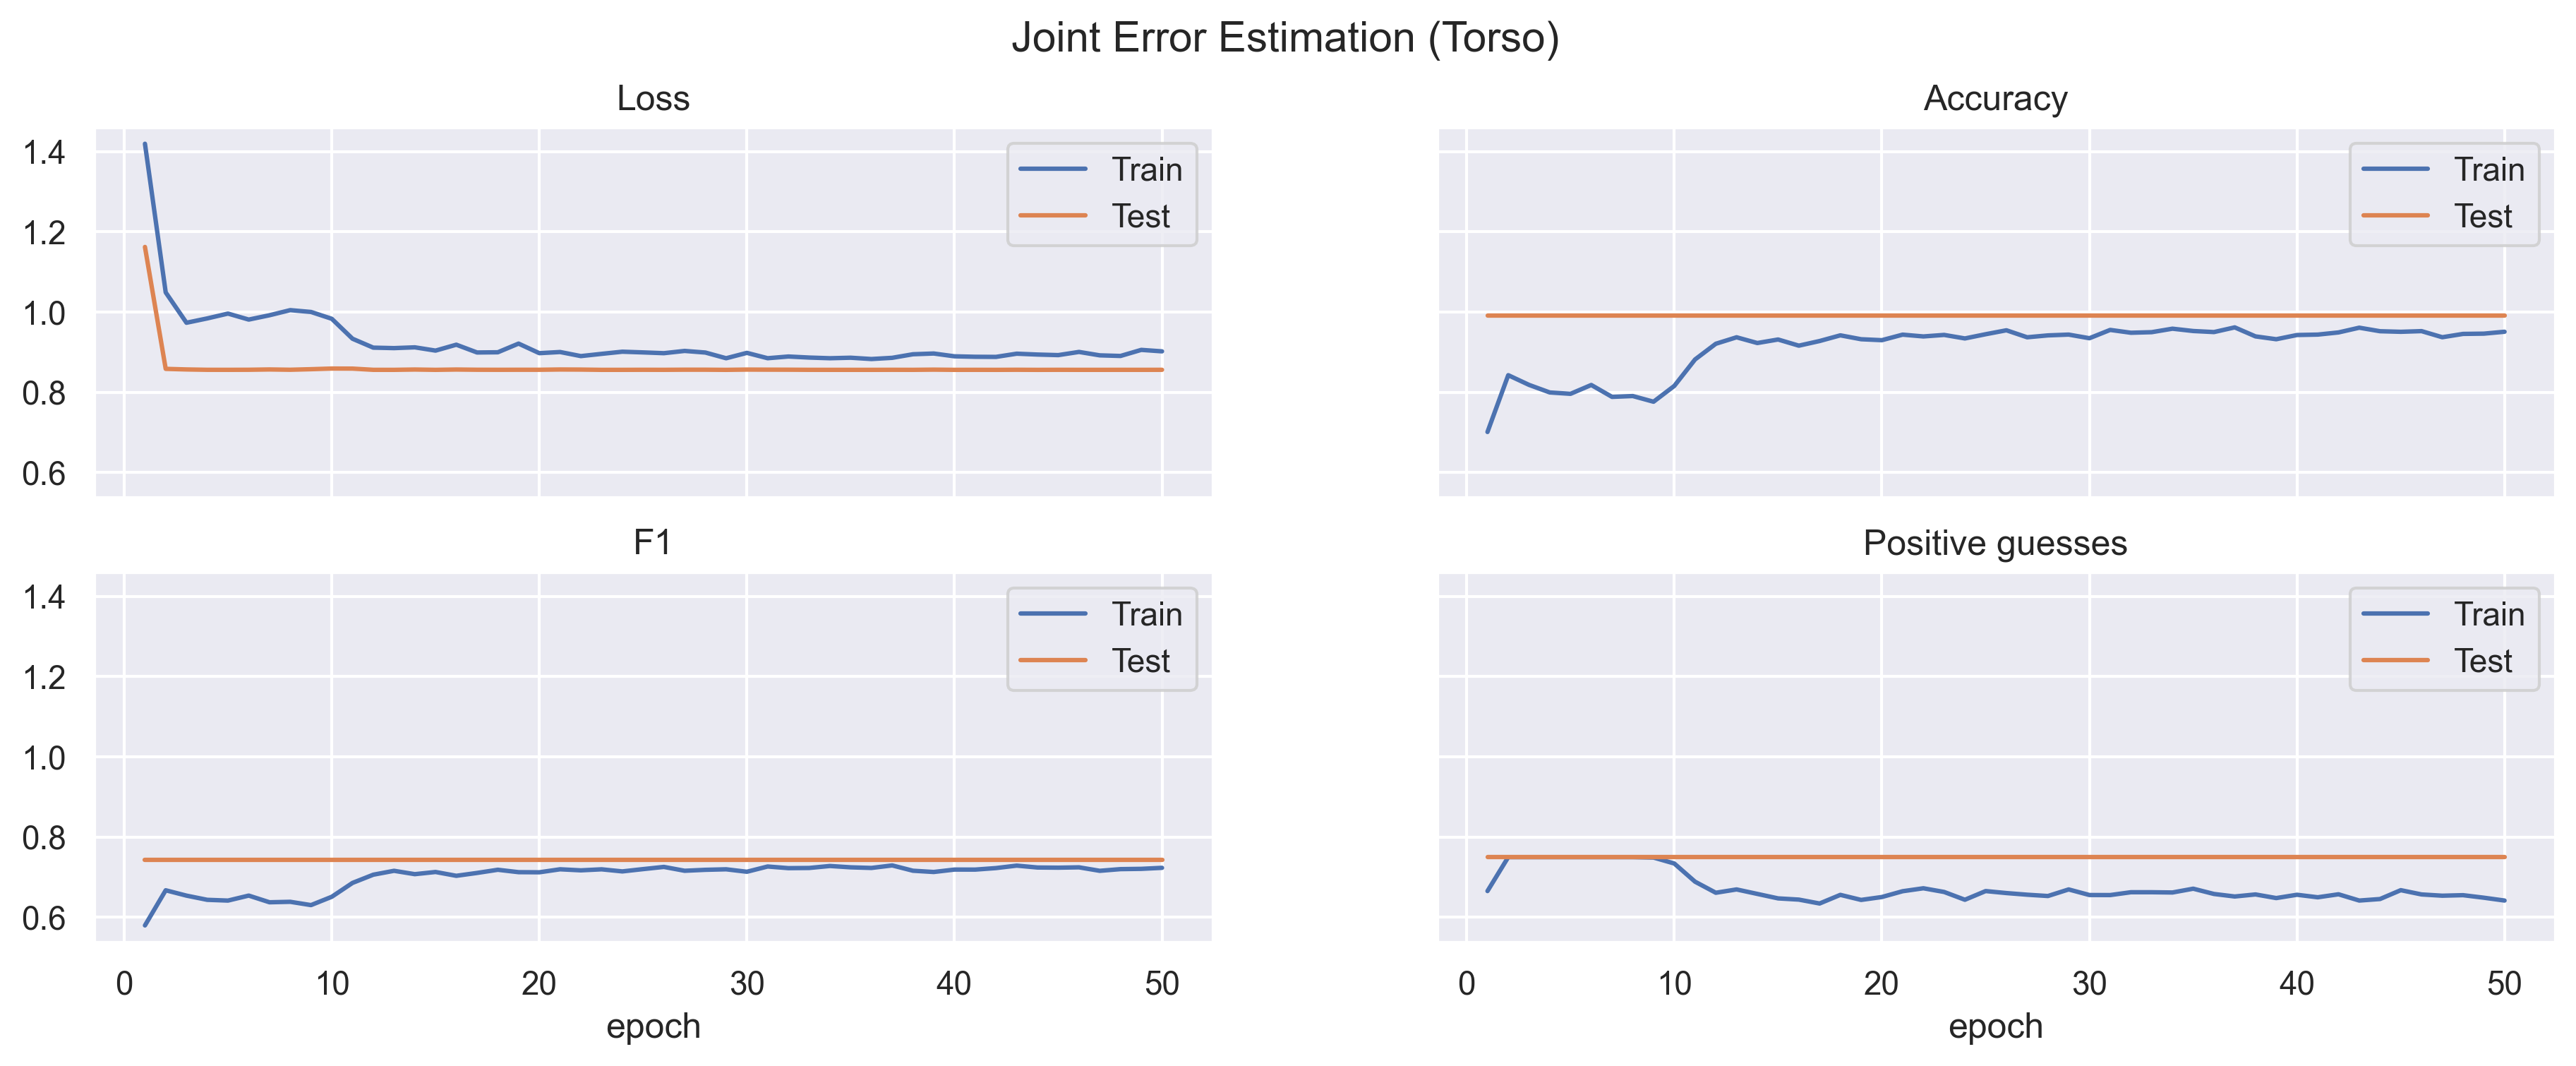 Joint Error Estimation (Torso)
Loss
1.4
1.2
1.0
0.8
0.6
Train
Test
Accuracy
Train
Test
F1
1.4
1.2
1.0
0.8
0.6
Train
Test
0 10 20 30 40 50
epoch
Positive guesses
Train
Test
0 10 20 30 40 50
epoch